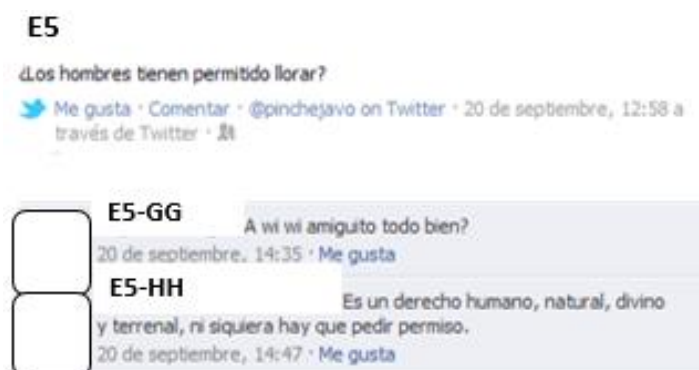 E5
¿Los hombres tienen permitido llorar?
Me gusta · Comentar · @pinchejavo on Twitter · 20 de septiembre, 12:58 a
través de Twitter ·
E5-GG
A wi wi amiguito todo bien?
20 de septiembre, 14:35 · Me gusta
E5-HH
Es un derecho humano, natural, divino
y terrenal, ni siquiera hay que pedir permiso.
20 de septiembre, 14:47 · Me gusta